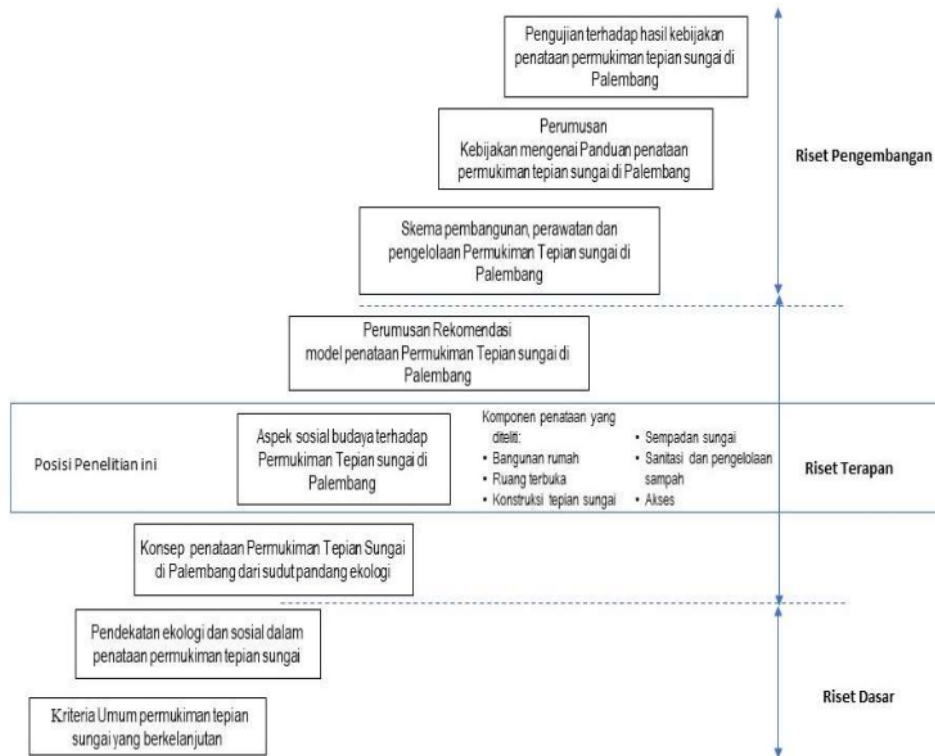 Pengujian terhadap hasil kebijakan
penataan permukiman tepian sungai di
Palembang
Perumusan
Kebijakan mengenai Panduan penataan
permukiman tepian sungai di Palembang
Riset Pengembangan
Skema pembangunan, perawatan dan
pengelolaan Permukiman Tepian sungai di
Palembang
Perumusan Rekomendasi
model penataan Permukiman Tepian sungai di
Palembang
Posisi Penelitian ini
Aspek sosial budaya terhadap
Permukiman Tepian sungai di
Palembang
Komponen penataan yang
diteliti:
• Bangunan rumah
• Ruang terbuka
• Konstruksi tepian sungai
• Sempadan sungai
• Sanitasi dan pengelolaan
sampah
• Akses
Riset Terapan
Konsep penataan Permukiman Tepian Sungai
di Palembang dari sudut pandang ekologi
Pendekatan ekologi dan sosial dalam
penataan permukiman tepian sungai
Riset Dasar
Kriteria Umum permukiman tepian
sungai yang berkelanjutan